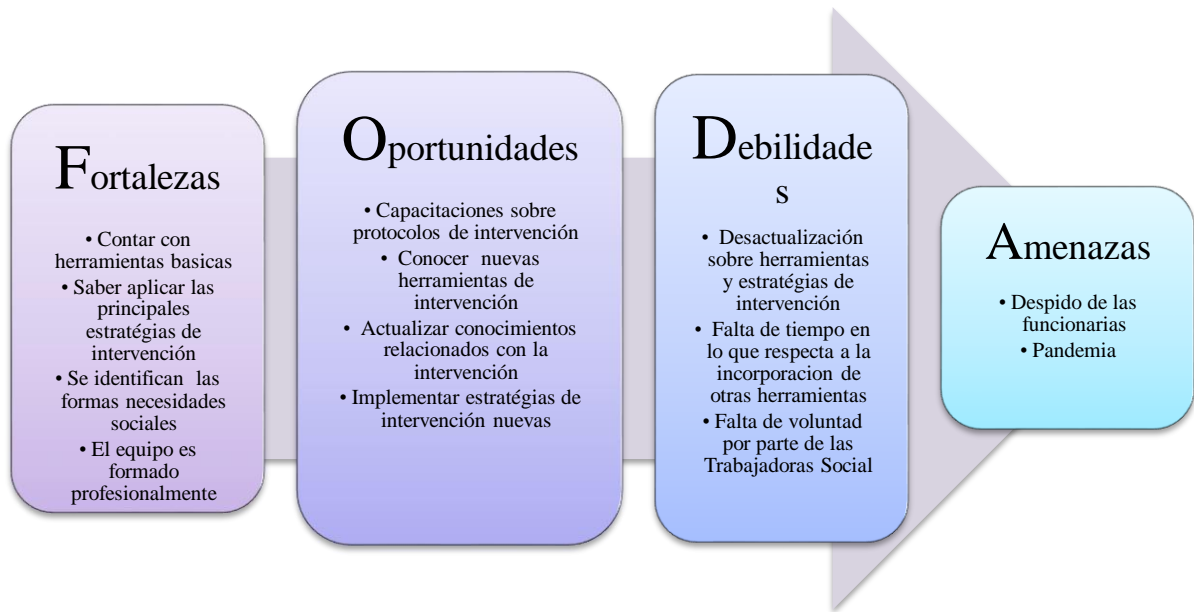 Fortalezas
• Contar con
herramientas basicas
• Saber aplicar las
principales
estratégias de
intervención
• Se identifican las
formas necesidades
sociales
• El equipo es
formado
profesionalmente
Oportunidades
• Capacitaciones sobre
protocolos de intervención
• Conocer nuevas
herramientas de
intervención
• Actualizar conocimientos
relacionados con la
intervención
• Implementar estratégias de
intervención nuevas
Debilidade
s
• Desactualización
sobre herramientas
y estratégias de
intervención
• Falta de tiempo en
lo que respecta a la
incorporacion de
otras herramientas
• Falta de voluntad
por parte de las
Trabajadoras Social
Amenazas
• Despido de las
funcionarias
• Pandemia